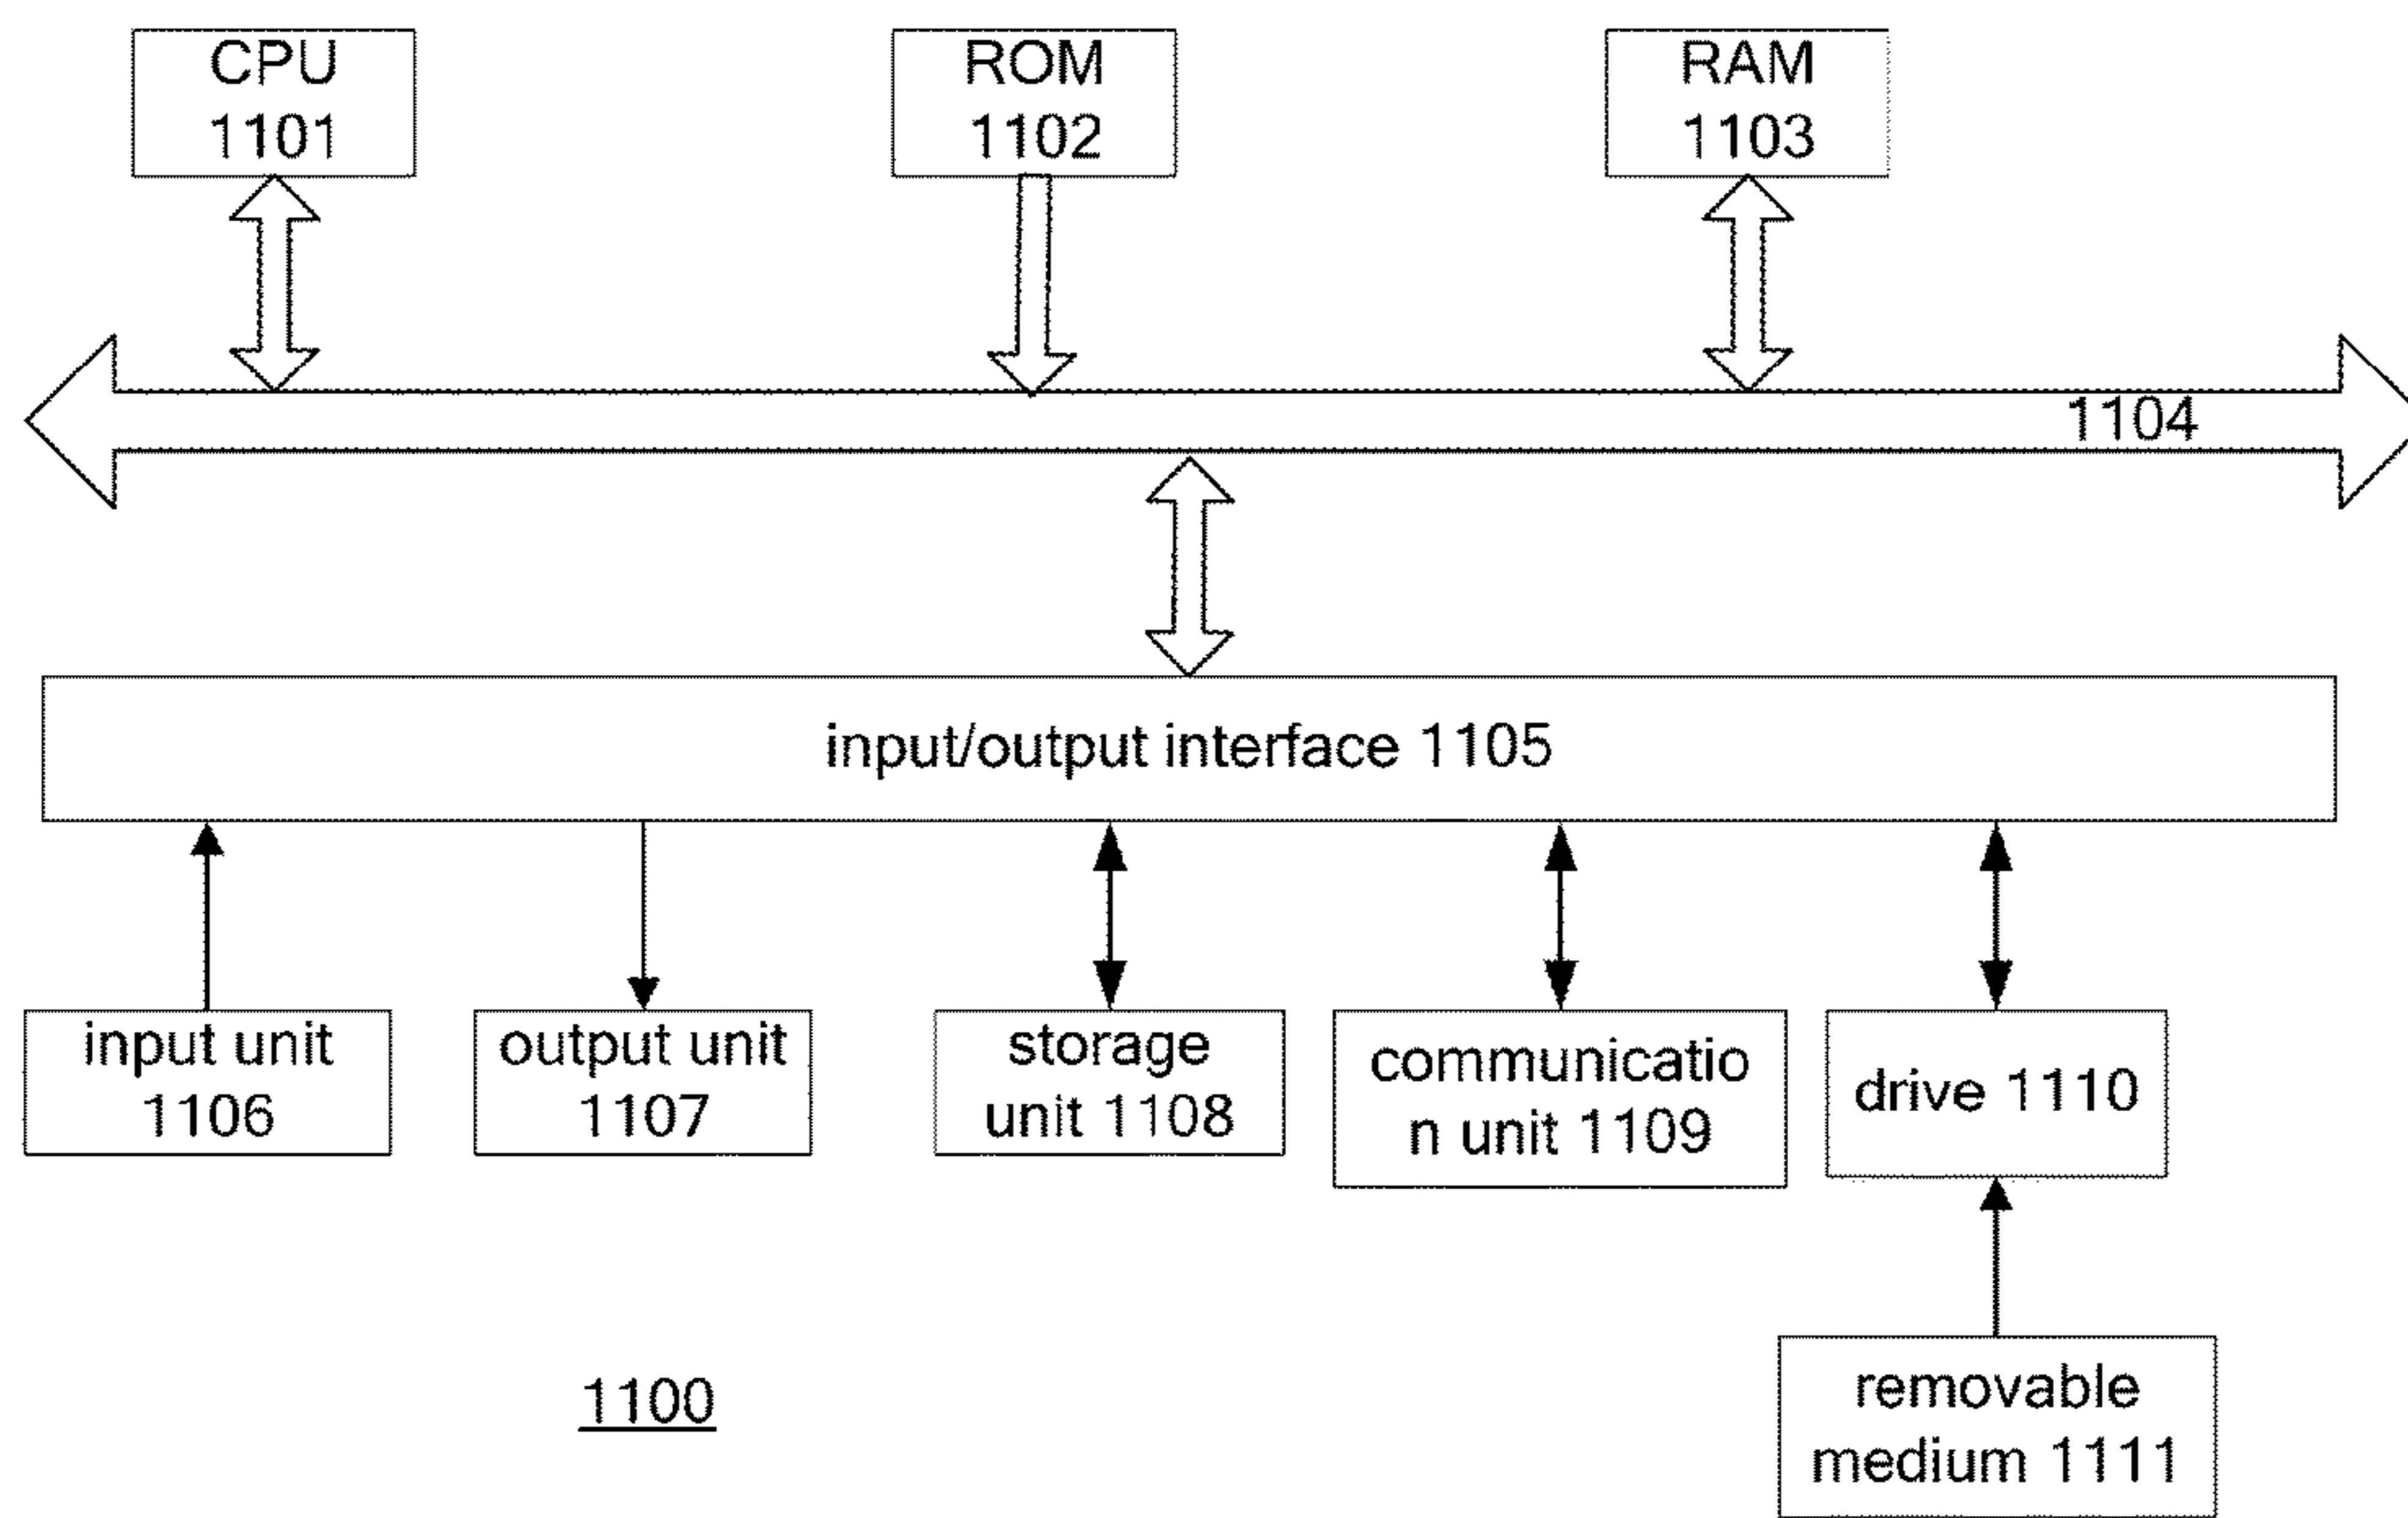 CPU
1101
ROM
1102
RAM
1103
1104
input/output interface 1105
input unit
1106
output unit
1107
storage
unit 1108
communicatio
n unit 1109
drive 1110
removable
medium 1111
1100